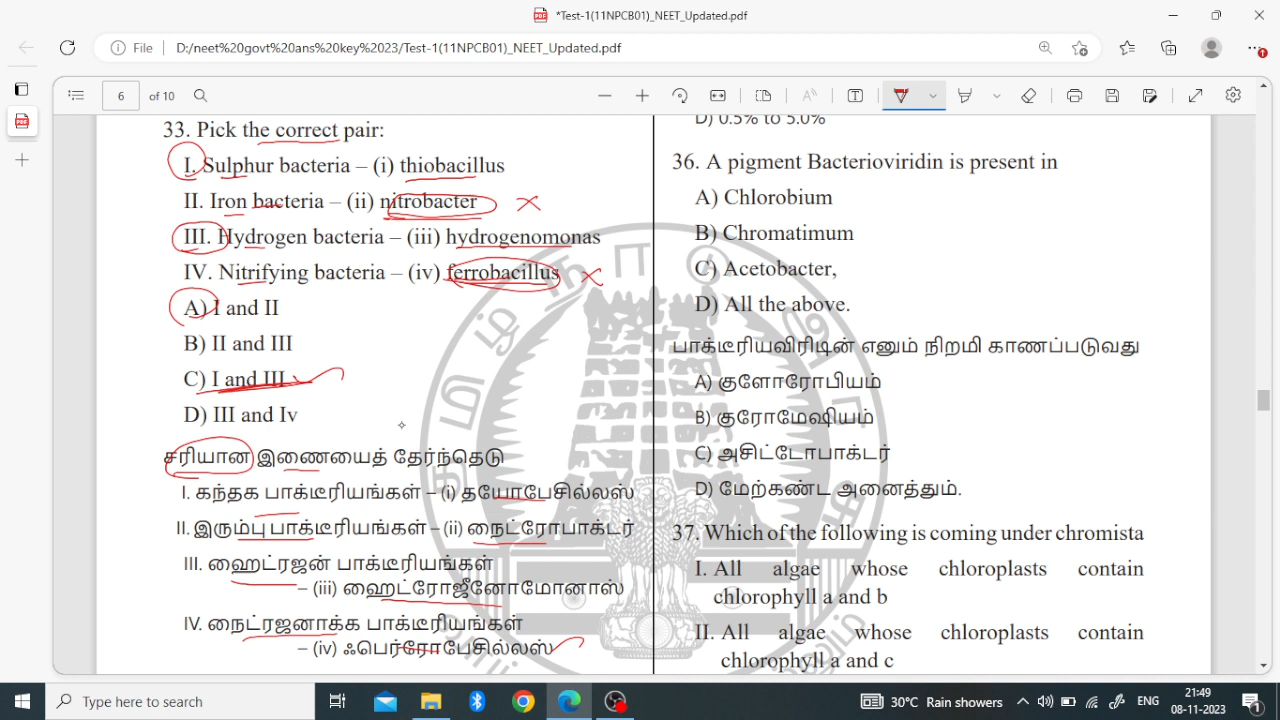 *Test-1(11NPCB01)_NEET_Updated.pdf
File
D:/neet%20govt%20ans%20key%2023/Test-1(11NPCB01)_NEET_Updated.pdf
6 of 10
33. Pick the correct pair:
I. Sulphur bacteria – (i) thiobacillus
II. Iron bacteria – (ii) nitrobacter
III. Hydrogen bacteria – (iii) hydrogenomonas
IV. Nitrifying bacteria – (iv) ferrobacillus
A) I and II
B) II and III
C) I and III
D) III and Iv
சரியான இணையைத் தேர்ந்தெடு
I. கந்தக பாக்டீரியங்கள் – (i) தயோபேசில்லஸ்
II. இரும்பு பாக்டீரியங்கள் – (ii) நைட்ரோபாக்டர்
III. ஹைட்ரஜன் பாக்டீரியங்கள்
– (iii) ஹைட்ரோஜீனோமோனாஸ்
IV. நைட்ரஜனாக்க பாக்டீரியங்கள்
– (iv) ஃபெர்ரோபேசில்லஸ்
D) 0.5% to 5.0%
36. A pigment Bacterioviridin is present in
A) Chlorobium
B) Chromatimum
C) Acetobacter,
D) All the above.
பாக்டீரியவிரிடின் எனும் நிறமி காணப்படுவது
A) குளோரோபியம்
B) குரோமேஷியம்
C) அசிட்டோபாக்டர்
D) மேற்கண்ட அனைத்தும்.
37. Which of the following is coming under chromista
I. All algae whose chloroplasts contain
chlorophyll a and b
II. All algae whose chloroplasts contain
chlorophyll a and c
Type here to search
30°C Rain showers
ENG
21:49
08-11-2023